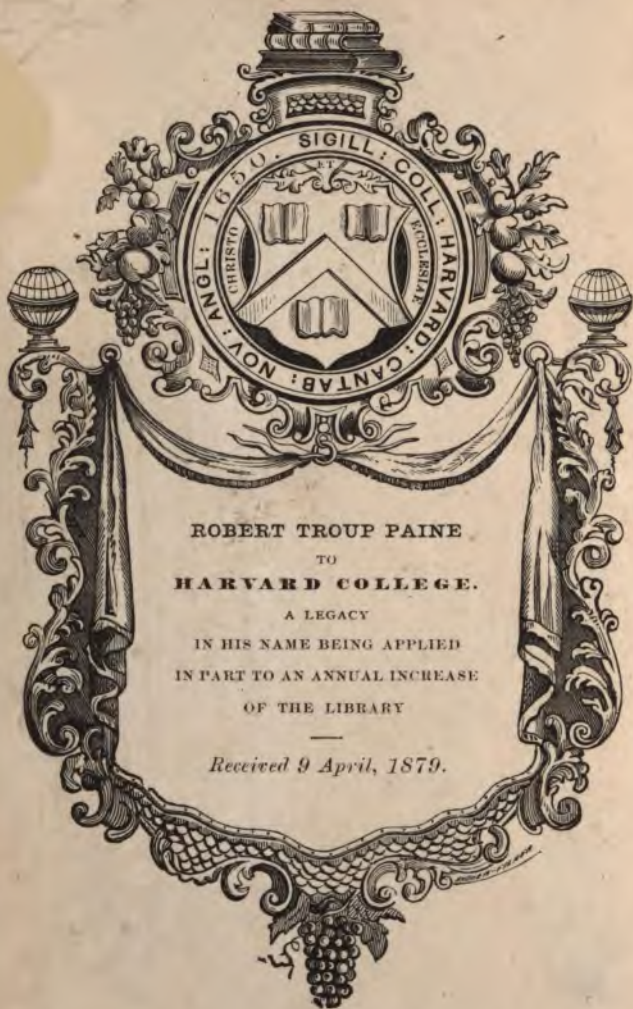 SIGILL: COLL: HARVARD: CANTAB: NOV: ANGL: 1650.
ET
CHRISTO
ECCLESIAE
ROBERT TROUP PAINE
TO
HARVARD COLLEGE.
A LEGACY
IN HIS NAME BEING APPLIED
IN PART TO AN ANNUAL INCREASE
OF THE LIBRARY
Received 9 April, 1879.